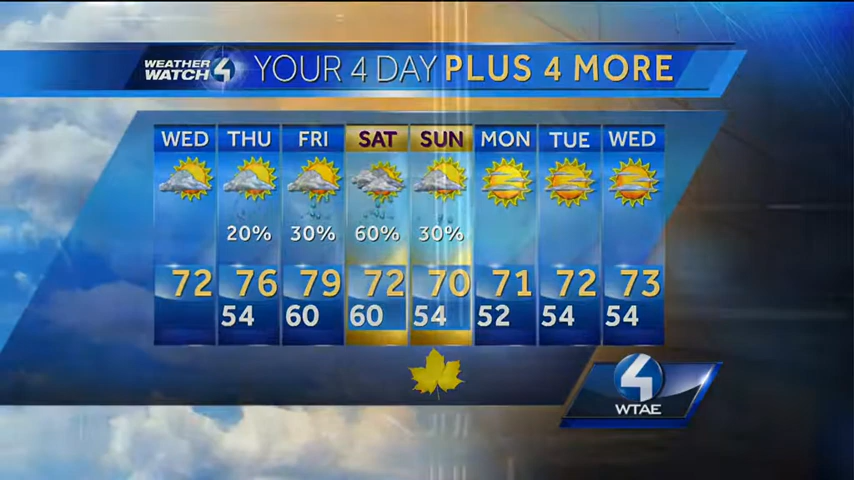 WEATHER
WATCH 4
YOUR 4 DAY PLUS 4 MORE
WED THU FRI SAT SUN MON TUE WED
20% 30% 60% 30%
72 76 79 72 70 71 72 73
54 60 60 54 52 54 54
4
WTAE